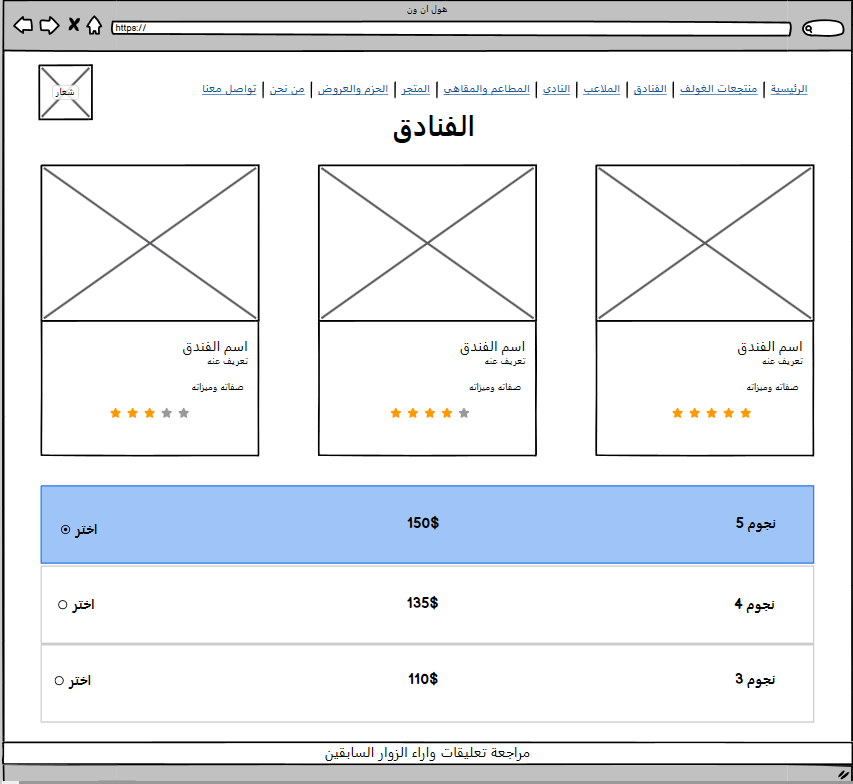 هول ان ون
https://
شعار
الرئيسية | منتجعات الغولف | الفنادق | الملاعب | النادي | المطاعم والمقاهي | المتجر | الحزم والعروض | من نحن | تواصل معنا
الفنادق
اسم الفندق
تعريف عنه
صفاته وميزاته
اسم الفندق
تعريف عنه
صفاته وميزاته
اسم الفندق
تعريف عنه
صفاته وميزاته
نجوم 5
150$
اختر
نجوم 4
135$
اختر
نجوم 3
110$
اختر
مراجعة تعليقات واراء الزوار السابقين